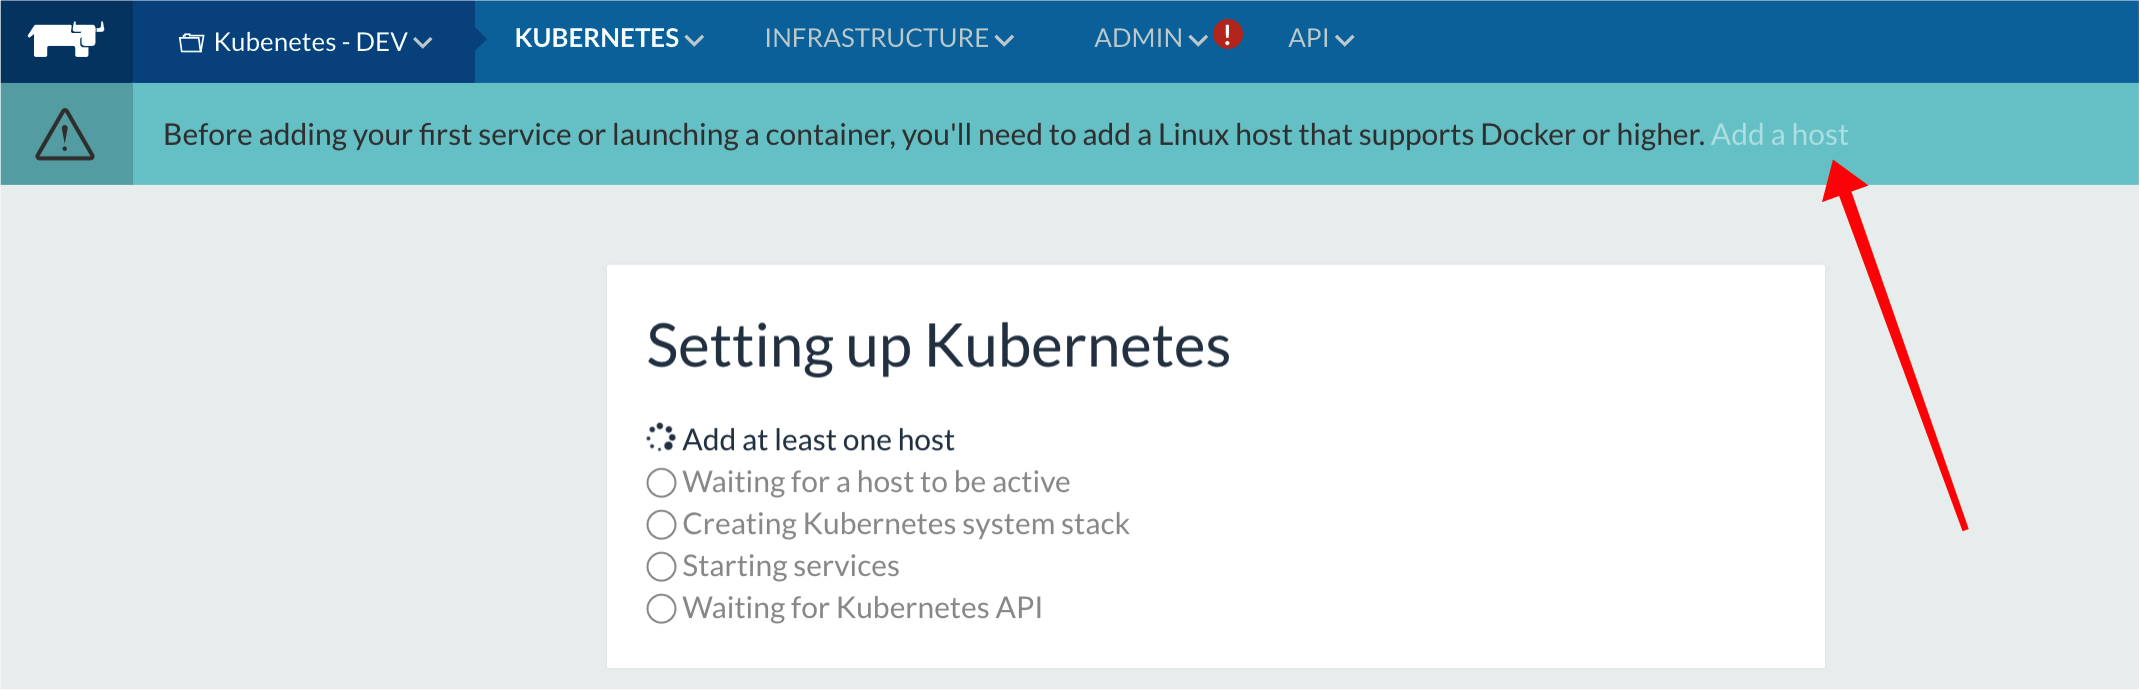 Kubenetes - DEV KUBERNETES INFRASTRUCTURE ADMIN ! API
Before adding your first service or launching a container, you'll need to add a Linux host that supports Docker or higher. Add a host
Setting up Kubernetes
Add at least one host
Waiting for a host to be active
Creating Kubernetes system stack
Starting services
Waiting for Kubernetes API